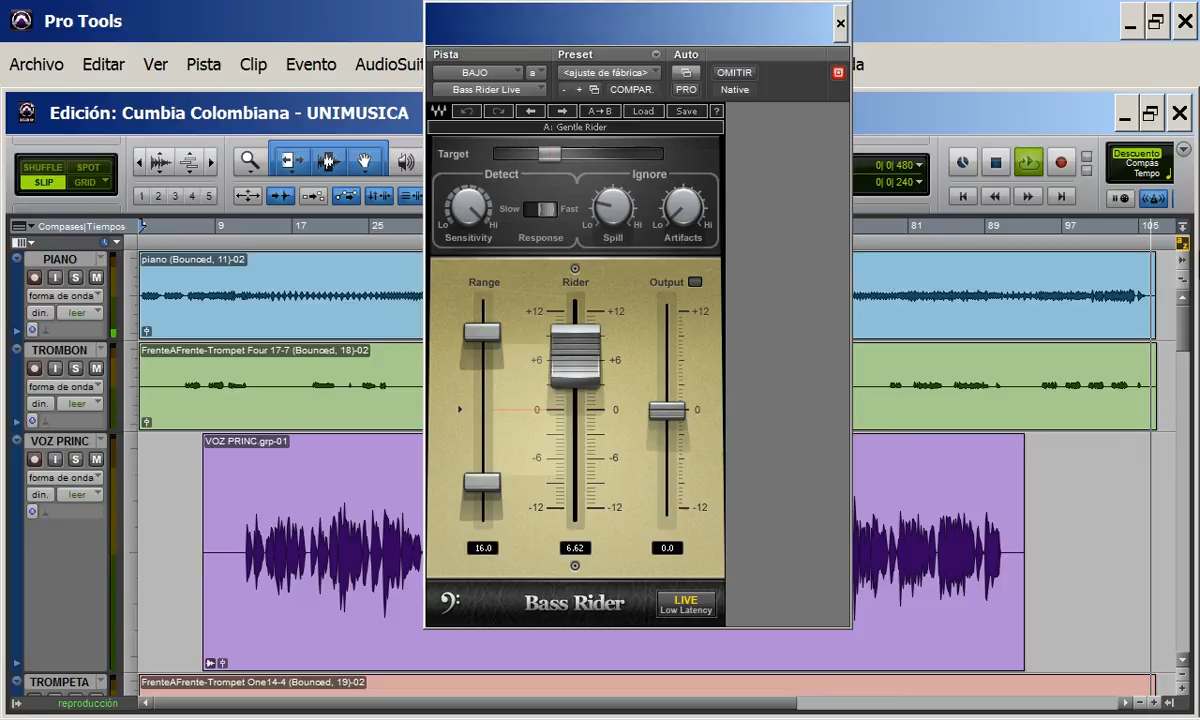 Pro Tools
Archivo Editar Ver Pista Clip Evento AudioSuit
Edición: Cumbia Colombiana - UNIMUSICA
SHUFFLE SPOT
SLIP GRID
1 2 3 4 5
0| 0| 480
0| 0| 240
Descuento
Compás
Tempo
Compases|Tiempos
9 17 25 81 89 97 105
PIANO
I S M
forma de onda
din. leer
piano (Bounced, 11)-02
TROMBON
I S M
forma de onda
din. leer
FrenteAFrente-Trompet Four 17-7 (Bounced, 18)-02
VOZ PRINC
I S M
forma de onda
din. leer
VOZ PRINC.grp-01
TROMPETA
FrenteAFrente-Trompet One14-4 (Bounced, 19)-02
reproducción
a
z
Pista Preset Auto
BAJO a <ajuste de fábrica> OMITIR
Bass Rider Live - + COMPAR. PRO Native
A→B Load Save ?
A: Gentle Rider
Target
Detect Ignore
Slow Fast
Lo Hi Lo Hi Lo Hi
Sensitivity Response Spill Artifacts
Range Rider Output
+12 +12 +12
+6 +6
0 0 0
-6 -6
-12 -12 -12
16.0 6.62 0.0
Bass Rider
LIVE
Low Latency